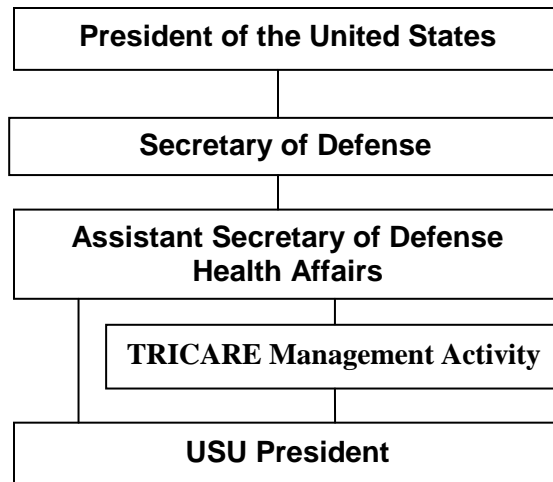 President of the United States
Secretary of Defense
Assistant Secretary of Defense
Health Affairs
TRICARE Management Activity
USU President